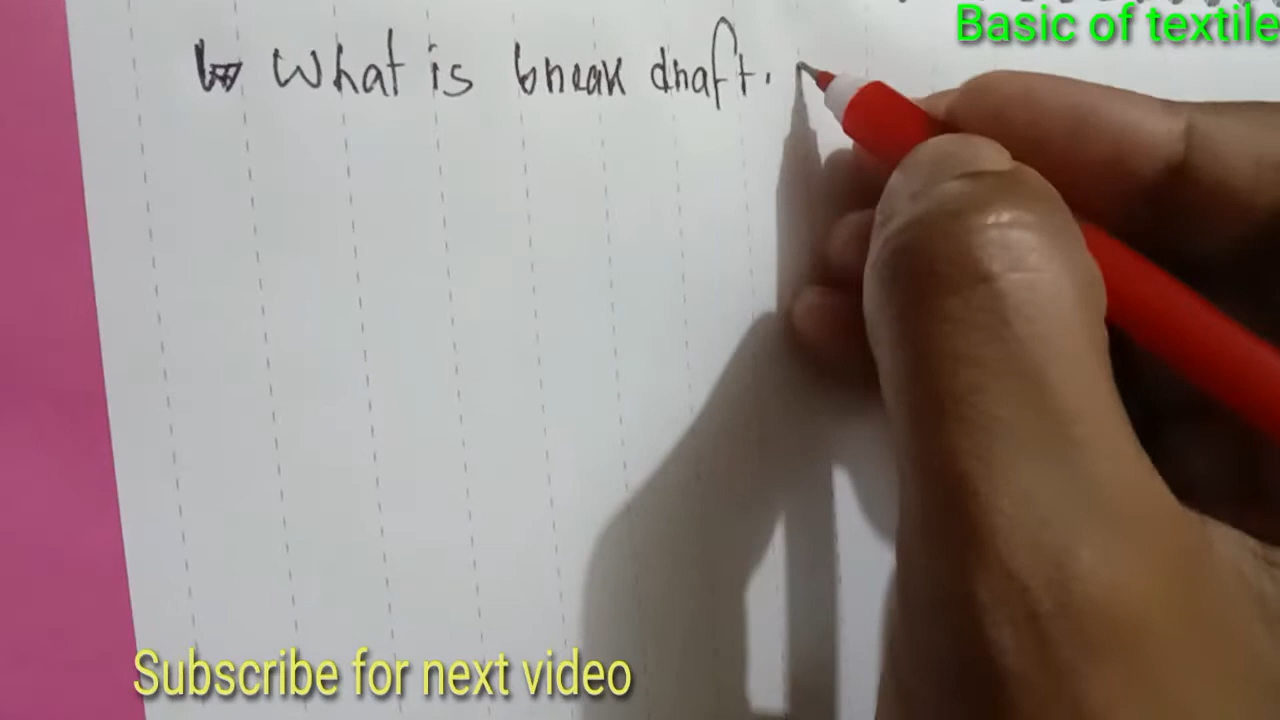 Basic of textile
What is break draft.
Subscribe for next video